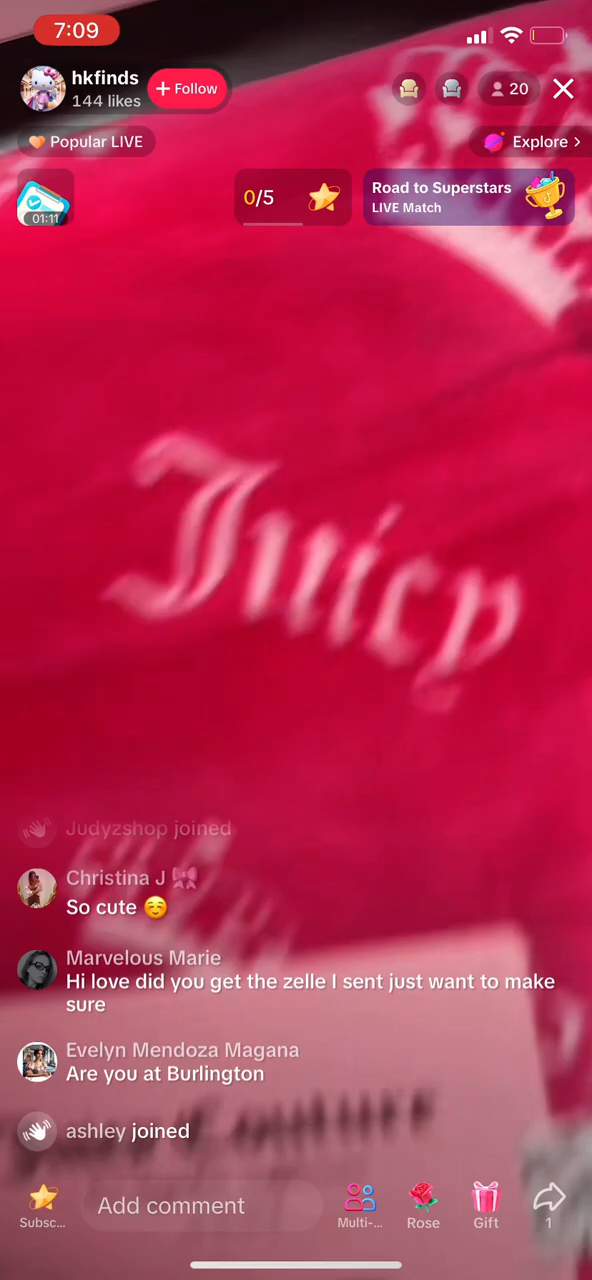 7:09
hkfinds
144 likes
+ Follow
20
Popular LIVE
Explore >
01:11
0/5
Road to Superstars
LIVE Match
Juicy
Judyzshop joined
Christina J 🎀
So cute ☺️
Marvelous Marie
Hi love did you get the zelle I sent just want to make
sure
Evelyn Mendoza Magana
Are you at Burlington
ashley joined
Subsc...
Add comment
Multi-...
Rose
Gift
1